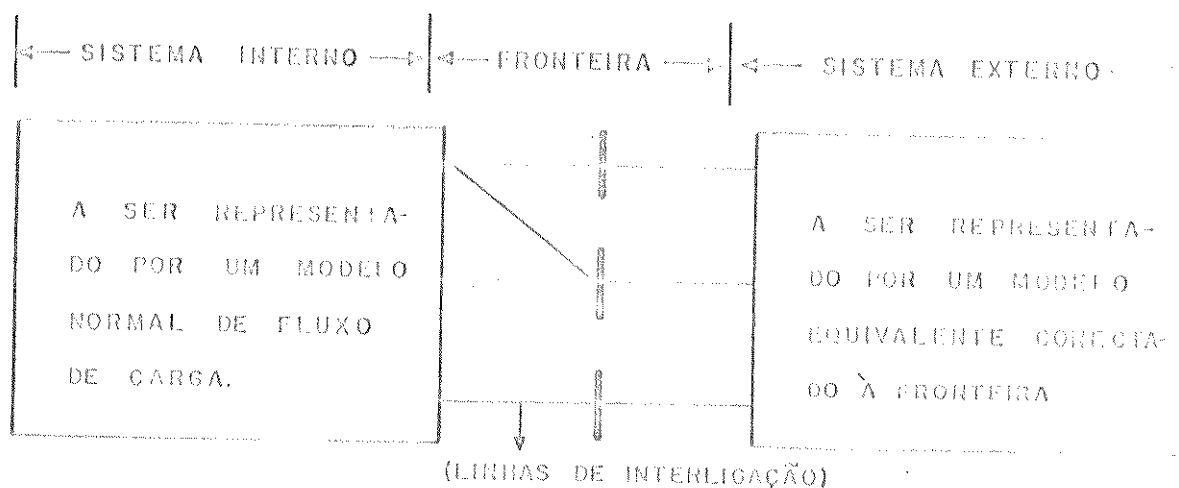 SISTEMA INTERNO FRONTEIRA SISTEMA EXTERNO
A SER REPRESENTA-
DO POR UM MODELO
NORMAL DE FLUXO
DE CARGA.
A SER REPRESENTA-
DO POR UM MODELO
EQUIVALENTE CONECTA-
DO À FRONTEIRA
(LINHAS DE INTERLIGAÇÃO)